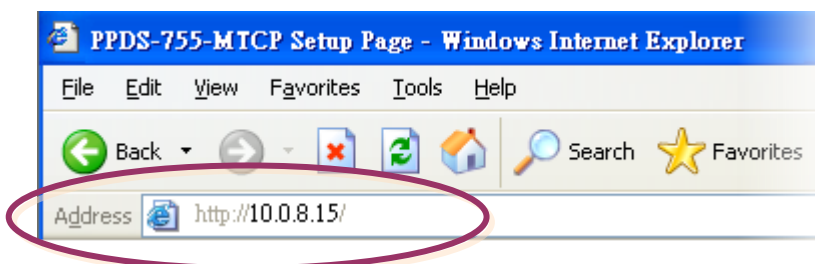 PPDS-755-MTCP Setup Page - Windows Internet Explorer
File Edit View Favorites Tools Help
Back Search Favorites
Address http://10.0.8.15/